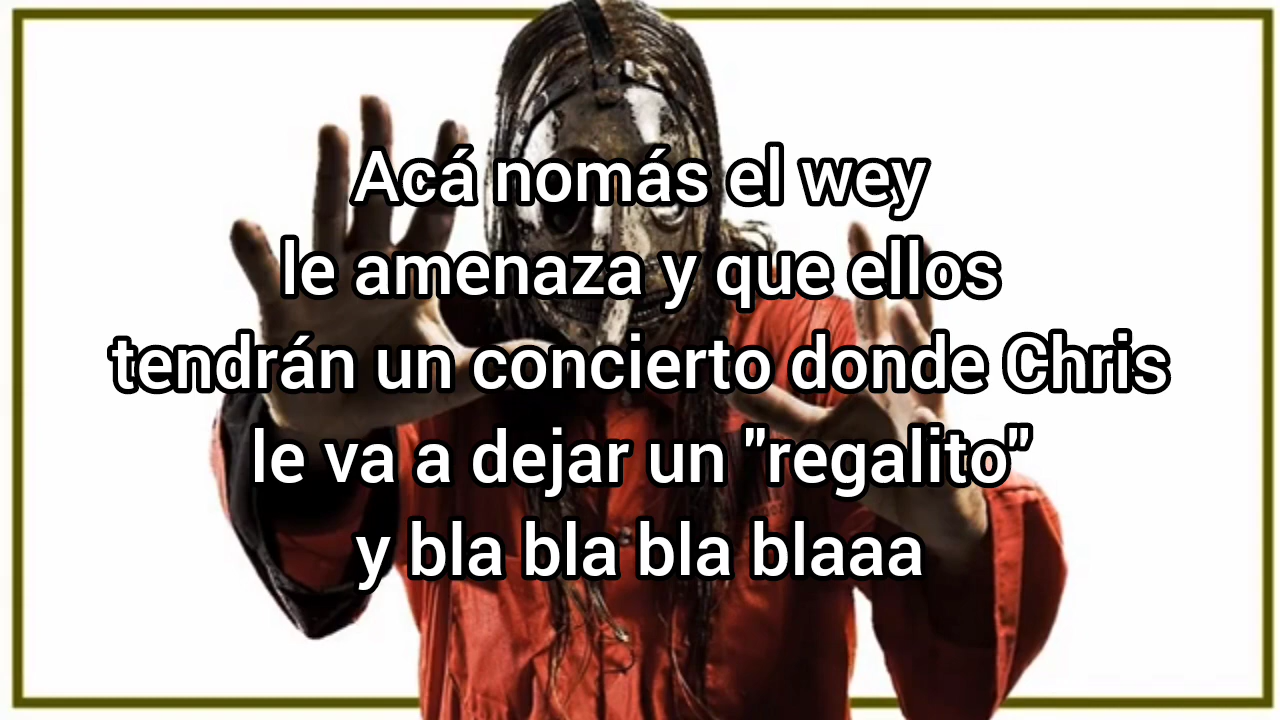 Acá nomás el wey
le amenaza y que ellos
tendrán un concierto donde Chris
le va a dejar un "regalito"
y bla bla bla blaaa